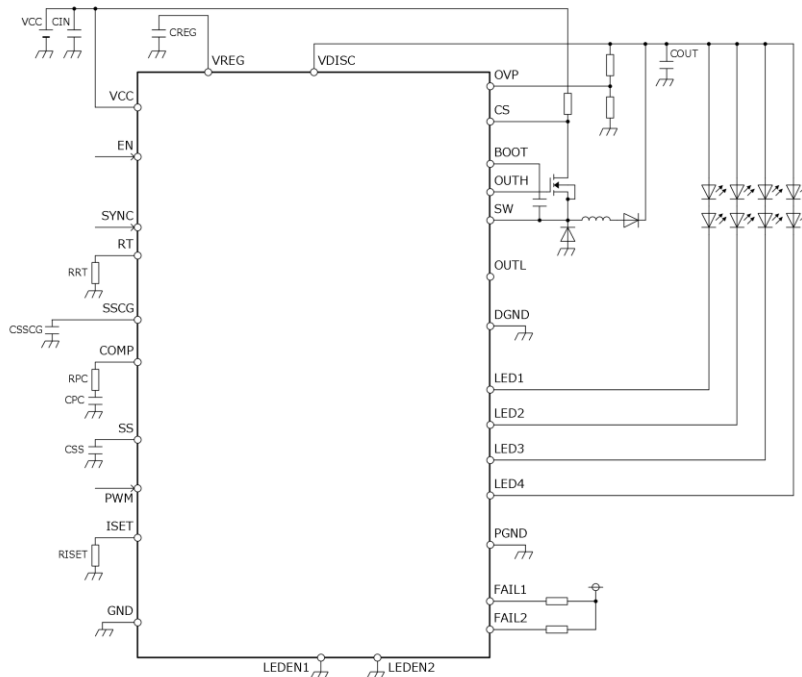 VCC
CIN
CREG
VREG
VDISC
COUT
VCC
OVP
CS
EN
BOOT
OUTH
SYNC
SW
RT
RRT
OUTL
SSCG
CSSCG
DGND
COMP
RPC
CPC
LED1
SS
LED2
CSS
LED3
PWM
LED4
ISET
RISET
PGND
GND
FAIL1
FAIL2
LEDEN1
LEDEN2